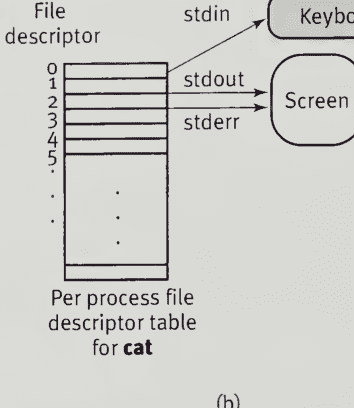 File
descriptor
stdin
Keybo
0
1
stdout
2
Screen
3
stderr
4
5
Per process file
descriptor table
for cat
(b)